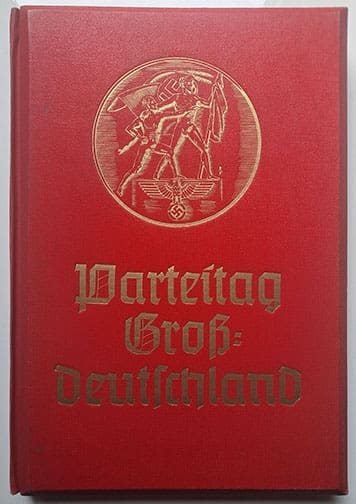 Parteitag
Groß=
deutſchland